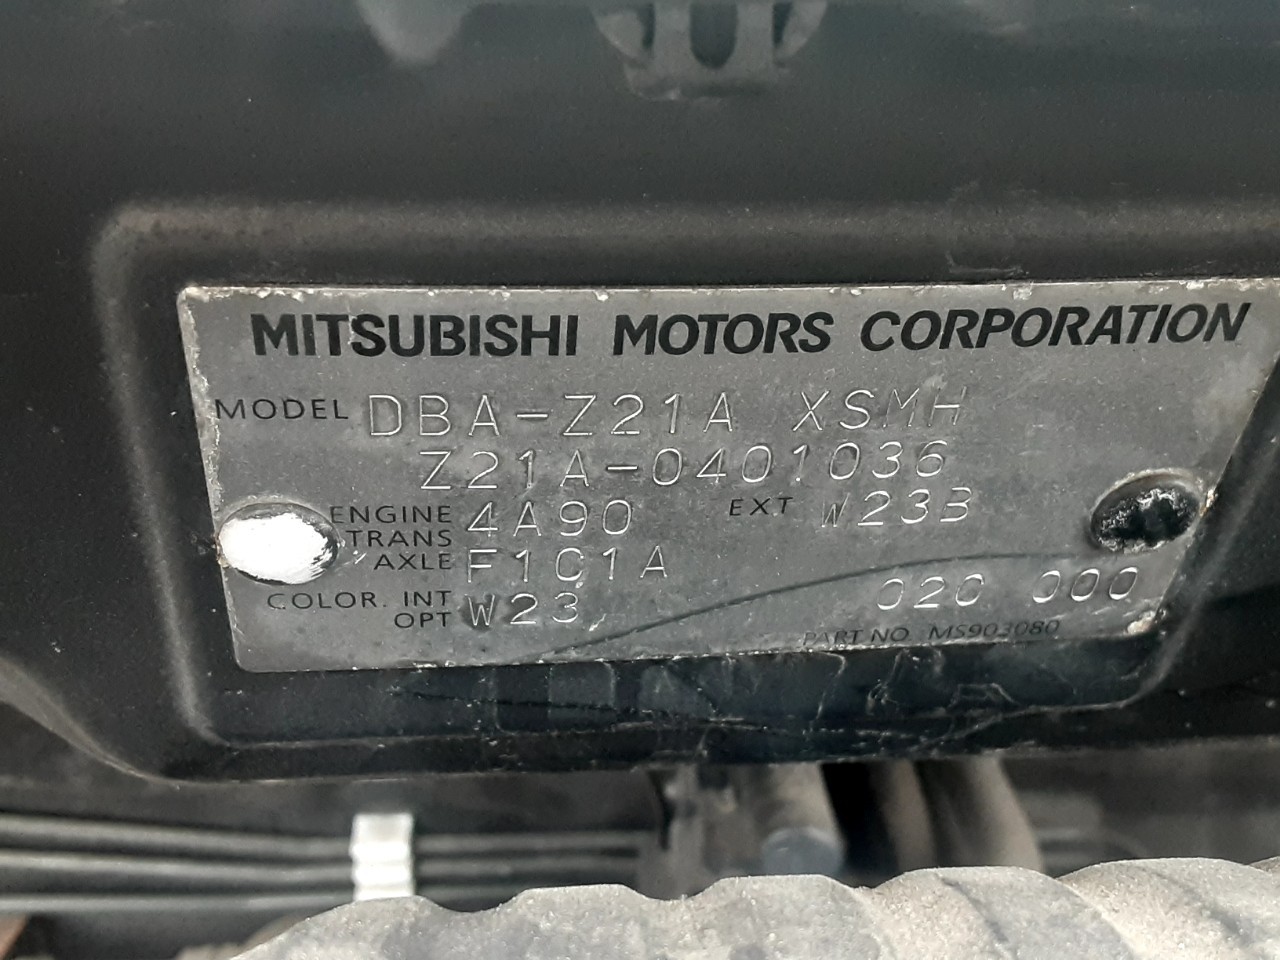 MITSUBISHI MOTORS CORPORATION
MODEL DBA-Z21A XSMH
Z21A-0401036
ENGINE 4A90 EXT W23B
TRANS
AXLE F1C1A
COLOR. INT
OPT W23 020 000
PART NO. MS903080